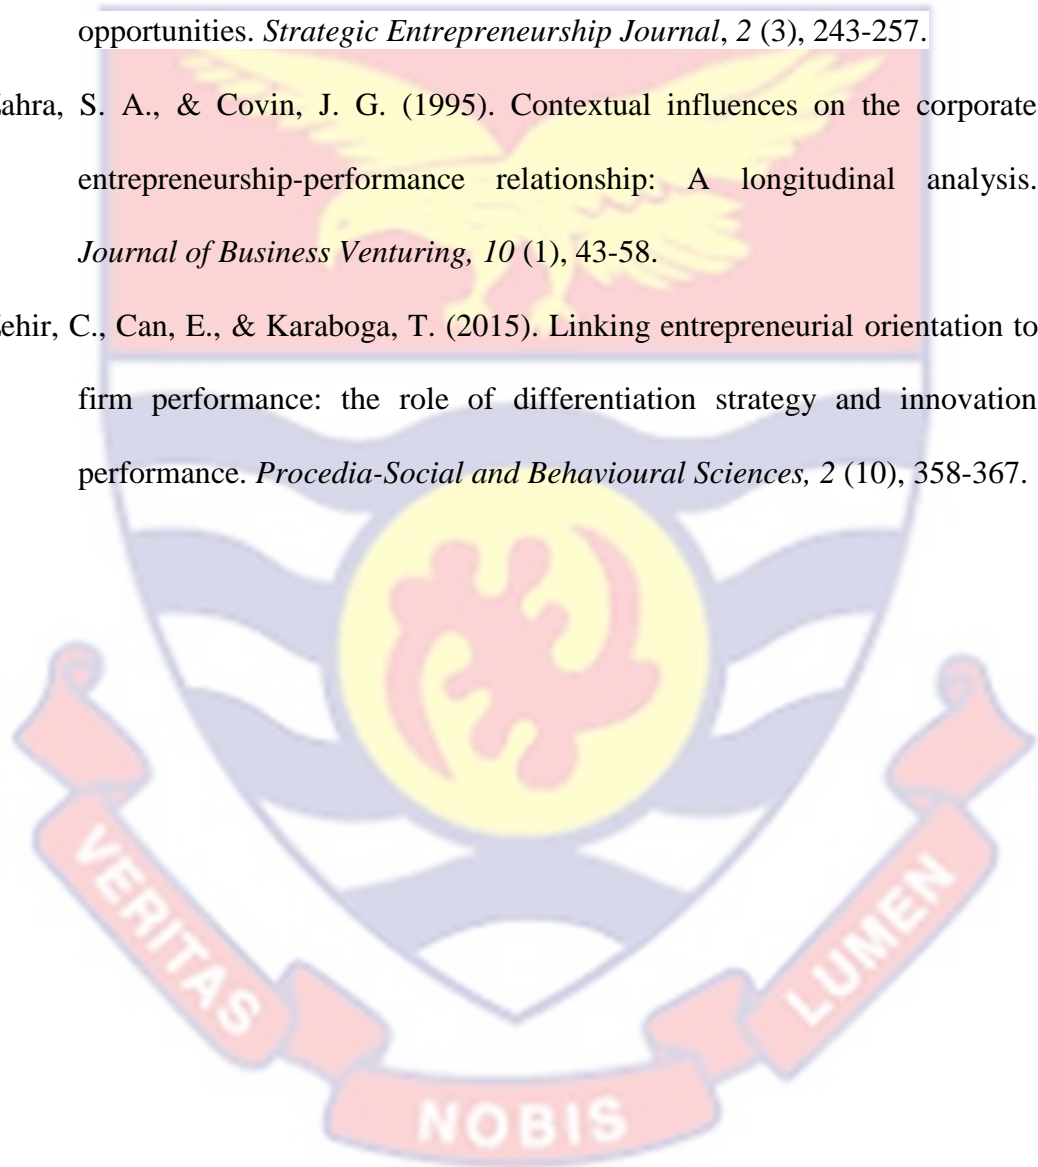 opportunities. Strategic Entrepreneurship Journal, 2 (3), 243-257.
Zahra, S. A., & Covin, J. G. (1995). Contextual influences on the corporate
entrepreneurship-performance relationship: A longitudinal analysis.
Journal of Business Venturing, 10 (1), 43-58.
Zehir, C., Can, E., & Karaboga, T. (2015). Linking entrepreneurial orientation to
firm performance: the role of differentiation strategy and innovation
performance. Procedia-Social and Behavioural Sciences, 2 (10), 358-367.
VERITAS
NOBIS
LUMEN